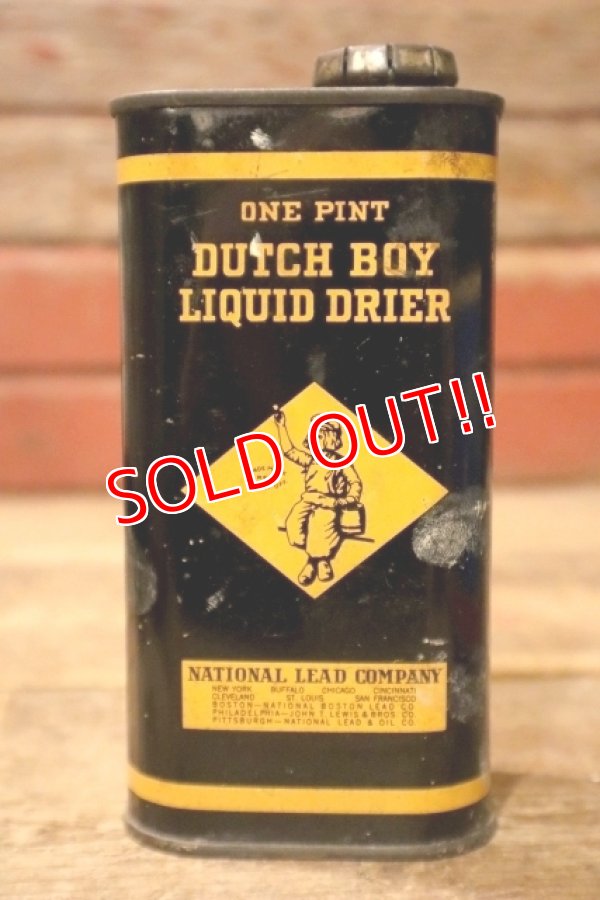 ONE PINT
DUTCH BOY
LIQUID DRIER
SOLD OUT!!
NATIONAL LEAD COMPANY
NEW YORK BUFFALO CHICAGO CINCINNATI
CLEVELAND ST. LOUIS SAN FRANCISCO
BOSTON—NATIONAL BOSTON LEAD CO.
PHILADELPHIA—JOHN T. LEWIS & BROS. CO.
PITTSBURGH—NATIONAL LEAD & OIL CO.